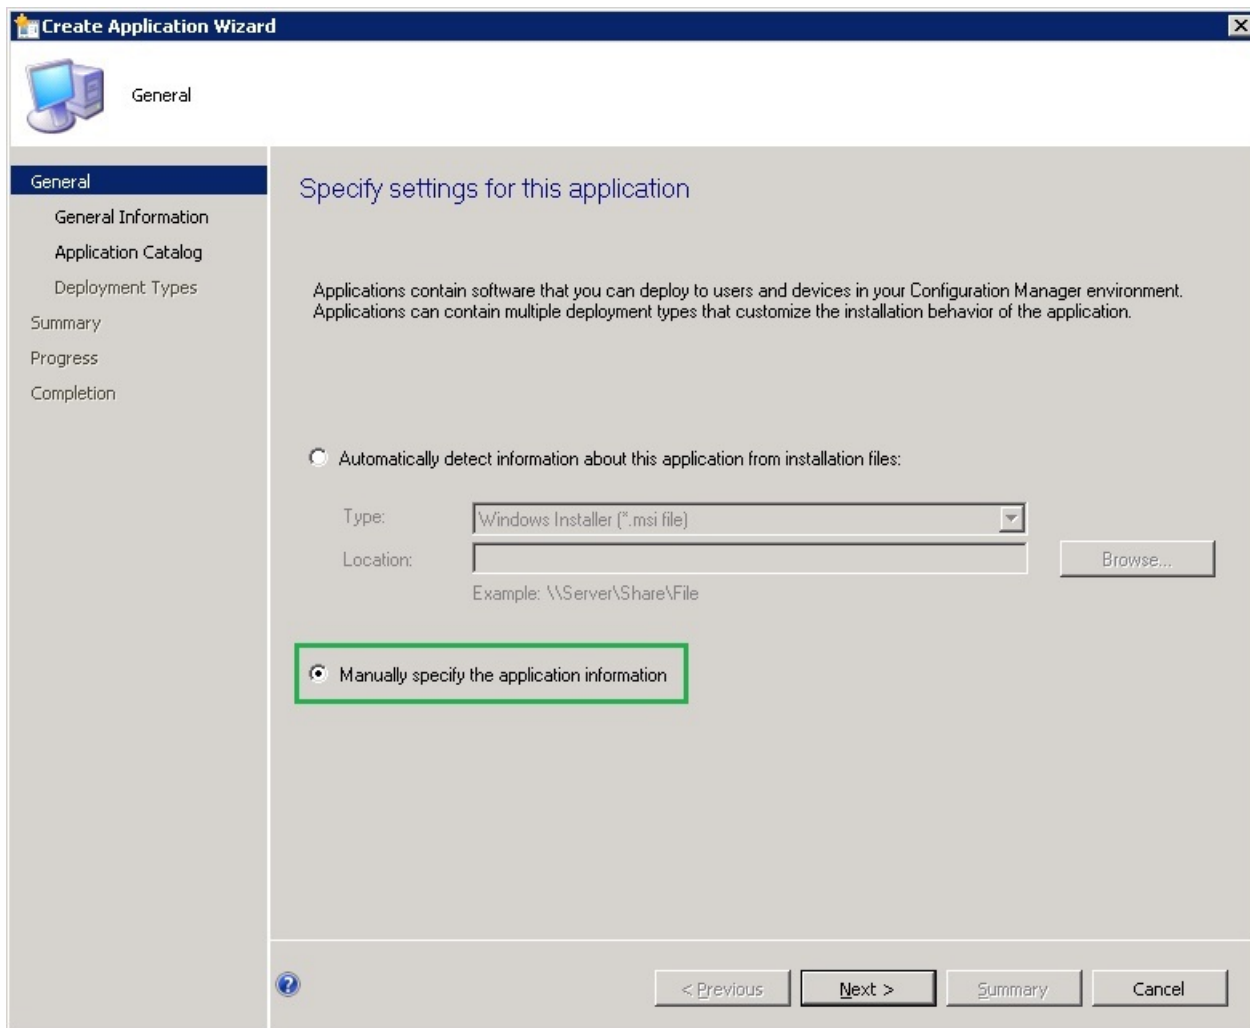 Create Application Wizard
General
General
General Information
Application Catalog
Deployment Types
Summary
Progress
Completion
Specify settings for this application
Applications contain software that you can deploy to users and devices in your Configuration Manager environment.
Applications can contain multiple deployment types that customize the installation behavior of the application.
Automatically detect information about this application from installation files:
Type: Windows Installer (*.msi file)
Location: Browse...
Example: \\Server\Share\File
Manually specify the application information
< Previous Next > Summary Cancel